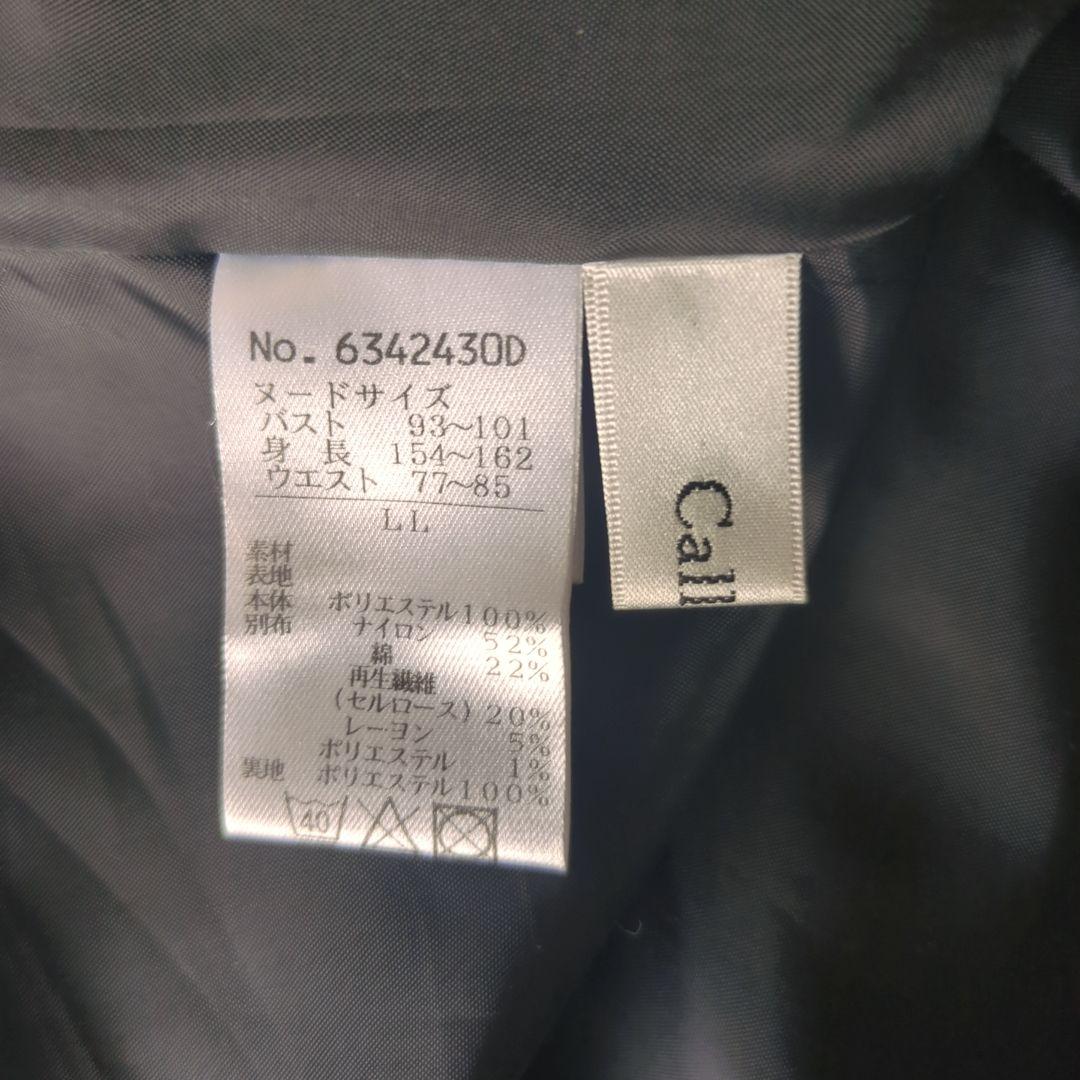 No. 6342430D
ヌードサイズ
バスト 93～101
身 長 154～162
ウエスト 77～85
LL
素材
表地
本体 ポリエステル100%
別布 ナイロン 52%
綿 22%
再生繊維
(セルロース)20%
レーヨン 5%
ポリエステル 1%
裏地 ポリエステル100%
40
Call